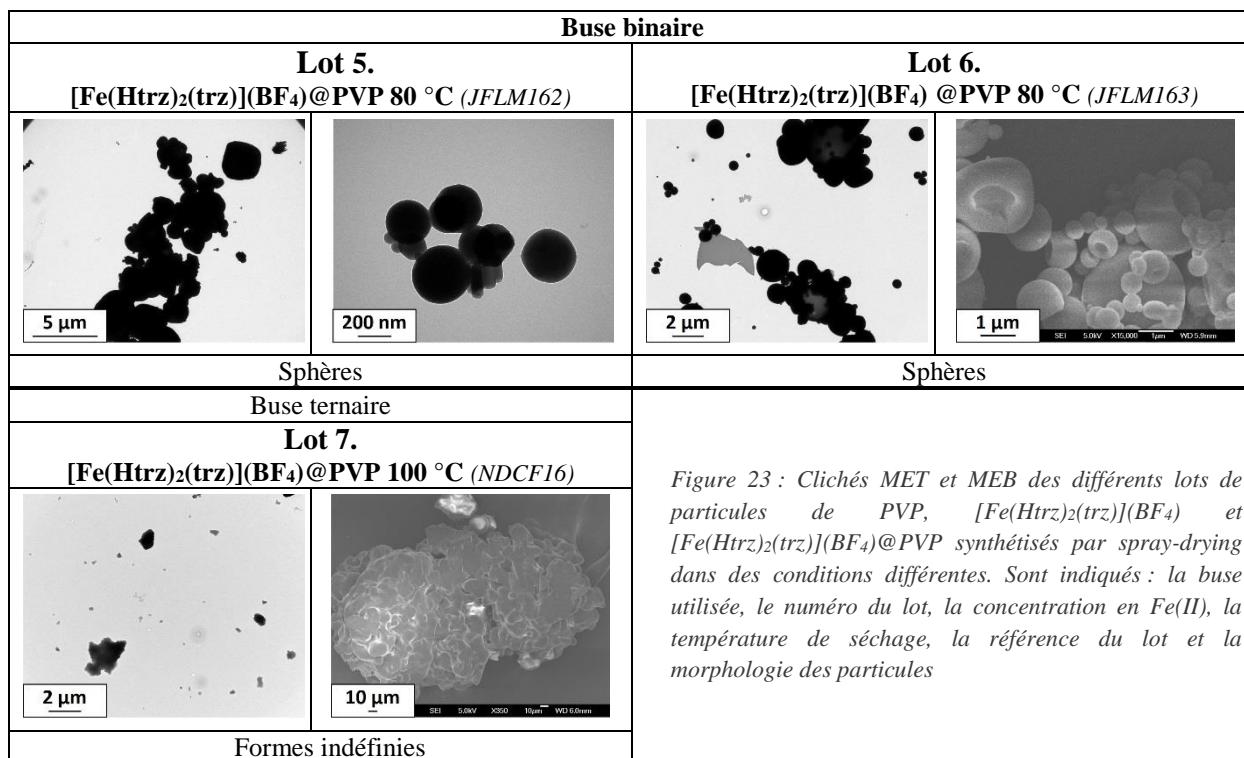 Buse binaire
Lot 5.
[Fe(Htrz)₂(trz)](BF₄)@PVP 80 °C (JFLM162)
Lot 6.
[Fe(Htrz)₂(trz)](BF₄) @PVP 80 °C (JFLM163)
5 µm
200 nm
2 µm
1 µm
SEI 5.0kV X15,000 1µm WD 5.9mm
Sphères
Sphères
Buse ternaire
Lot 7.
[Fe(Htrz)₂(trz)](BF₄)@PVP 100 °C (NDCF16)
2 µm
10 µm
SEI 5.0kV X350 10µm WD 6.0mm
Formes indéfinies
Figure 23 : Clichés MET et MEB des différents lots de
particules de PVP, [Fe(Htrz)₂(trz)](BF₄) et
[Fe(Htrz)₂(trz)](BF₄)@PVP synthétisés par spray-drying
dans des conditions différentes. Sont indiqués : la buse
utilisée, le numéro du lot, la concentration en Fe(II), la
température de séchage, la référence du lot et la
morphologie des particules